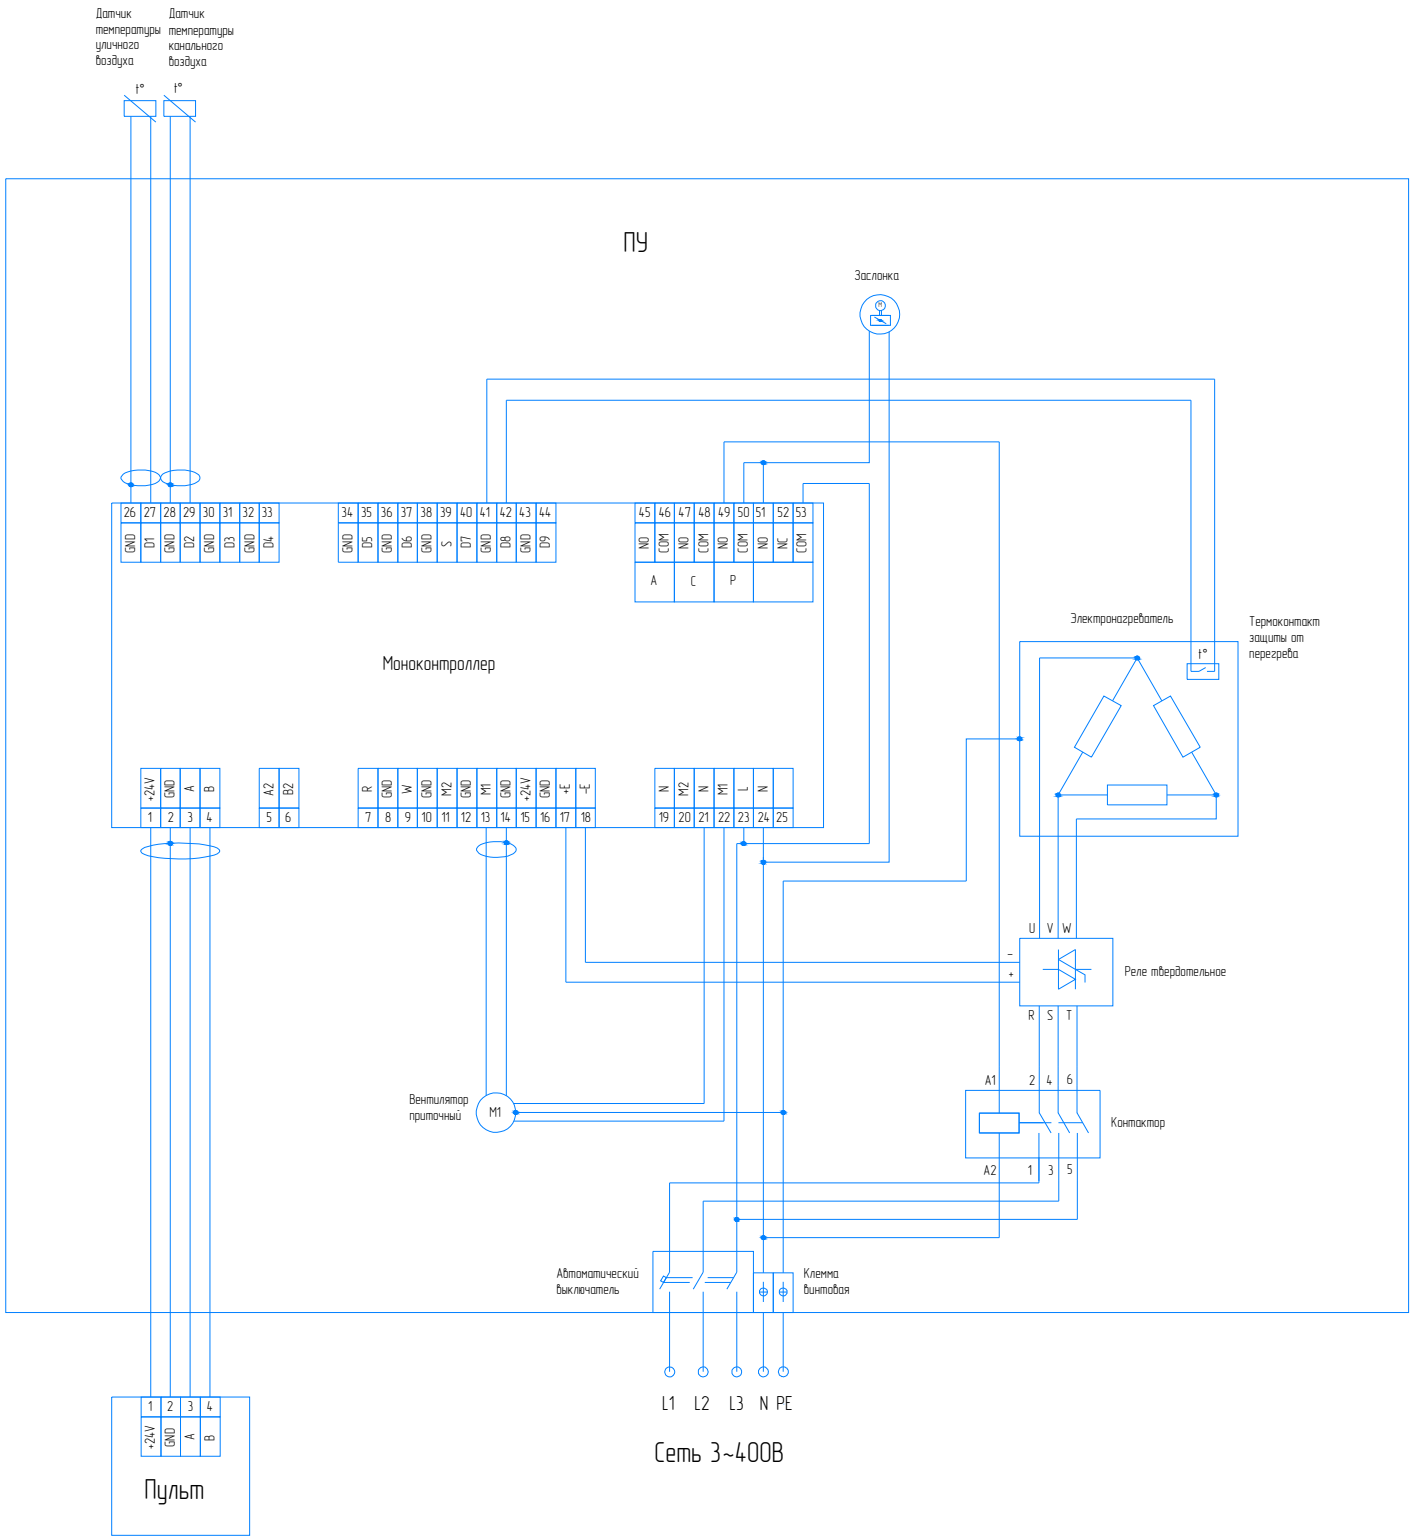 Датчик
температуры
уличного
воздуха
Датчик
температуры
канального
воздуха
t°
t°
ПУ
Заслонка
M
26 27 28 29 30 31 32 33
GND D1 GND D2 GND D3 GND D4
34 35 36 37 38 39 40 41 42 43 44
GND D5 GND D6 GND S D7 GND D8 GND D9
45 46 47 48 49 50 51 52 53
NO COM NO COM NO COM NO NC COM
A C P
Электронагреватель
Термоконтакт
защиты от
перегрева
t°
Моноконтроллер
+24V GND A B
1 2 3 4
A2 B2
5 6
R GND W GND M2 GND M1 GND +24V GND +E -E
7 8 9 10 11 12 13 14 15 16 17 18
N M2 N M1 L N
19 20 21 22 23 24 25
U V W
-
+
Реле твердотельное
R S T
A1 2 4 6
Вентилятор
приточный
M1
Контактор
A2 1 3 5
Автоматический
выключатель
Клемма
винтовая
L1 L2 L3 N PE
Сеть 3~400В
1 2 3 4
+24V GND A B
Пульт